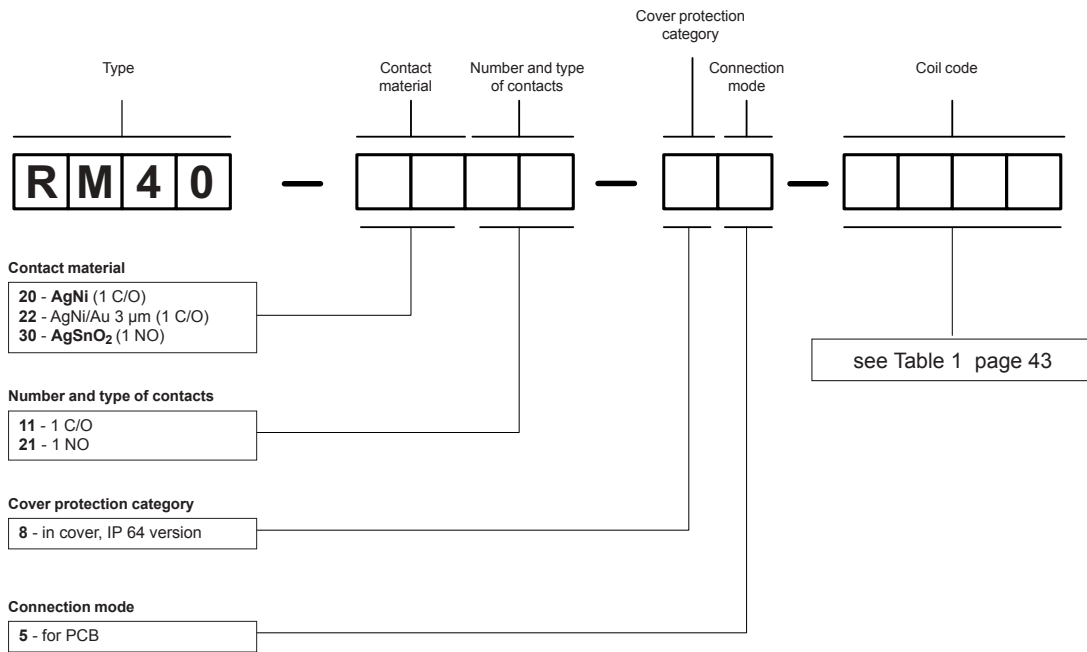 Cover protection
category
Type
Contact
material
Number and type
of contacts
Connection
mode
Coil code
RM40 – – –
Contact material
20 - AgNi (1 C/O)
22 - AgNi/Au 3 µm (1 C/O)
30 - AgSnO₂ (1 NO)
see Table 1 page 43
Number and type of contacts
11 - 1 C/O
21 - 1 NO
Cover protection category
8 - in cover, IP 64 version
Connection mode
5 - for PCB